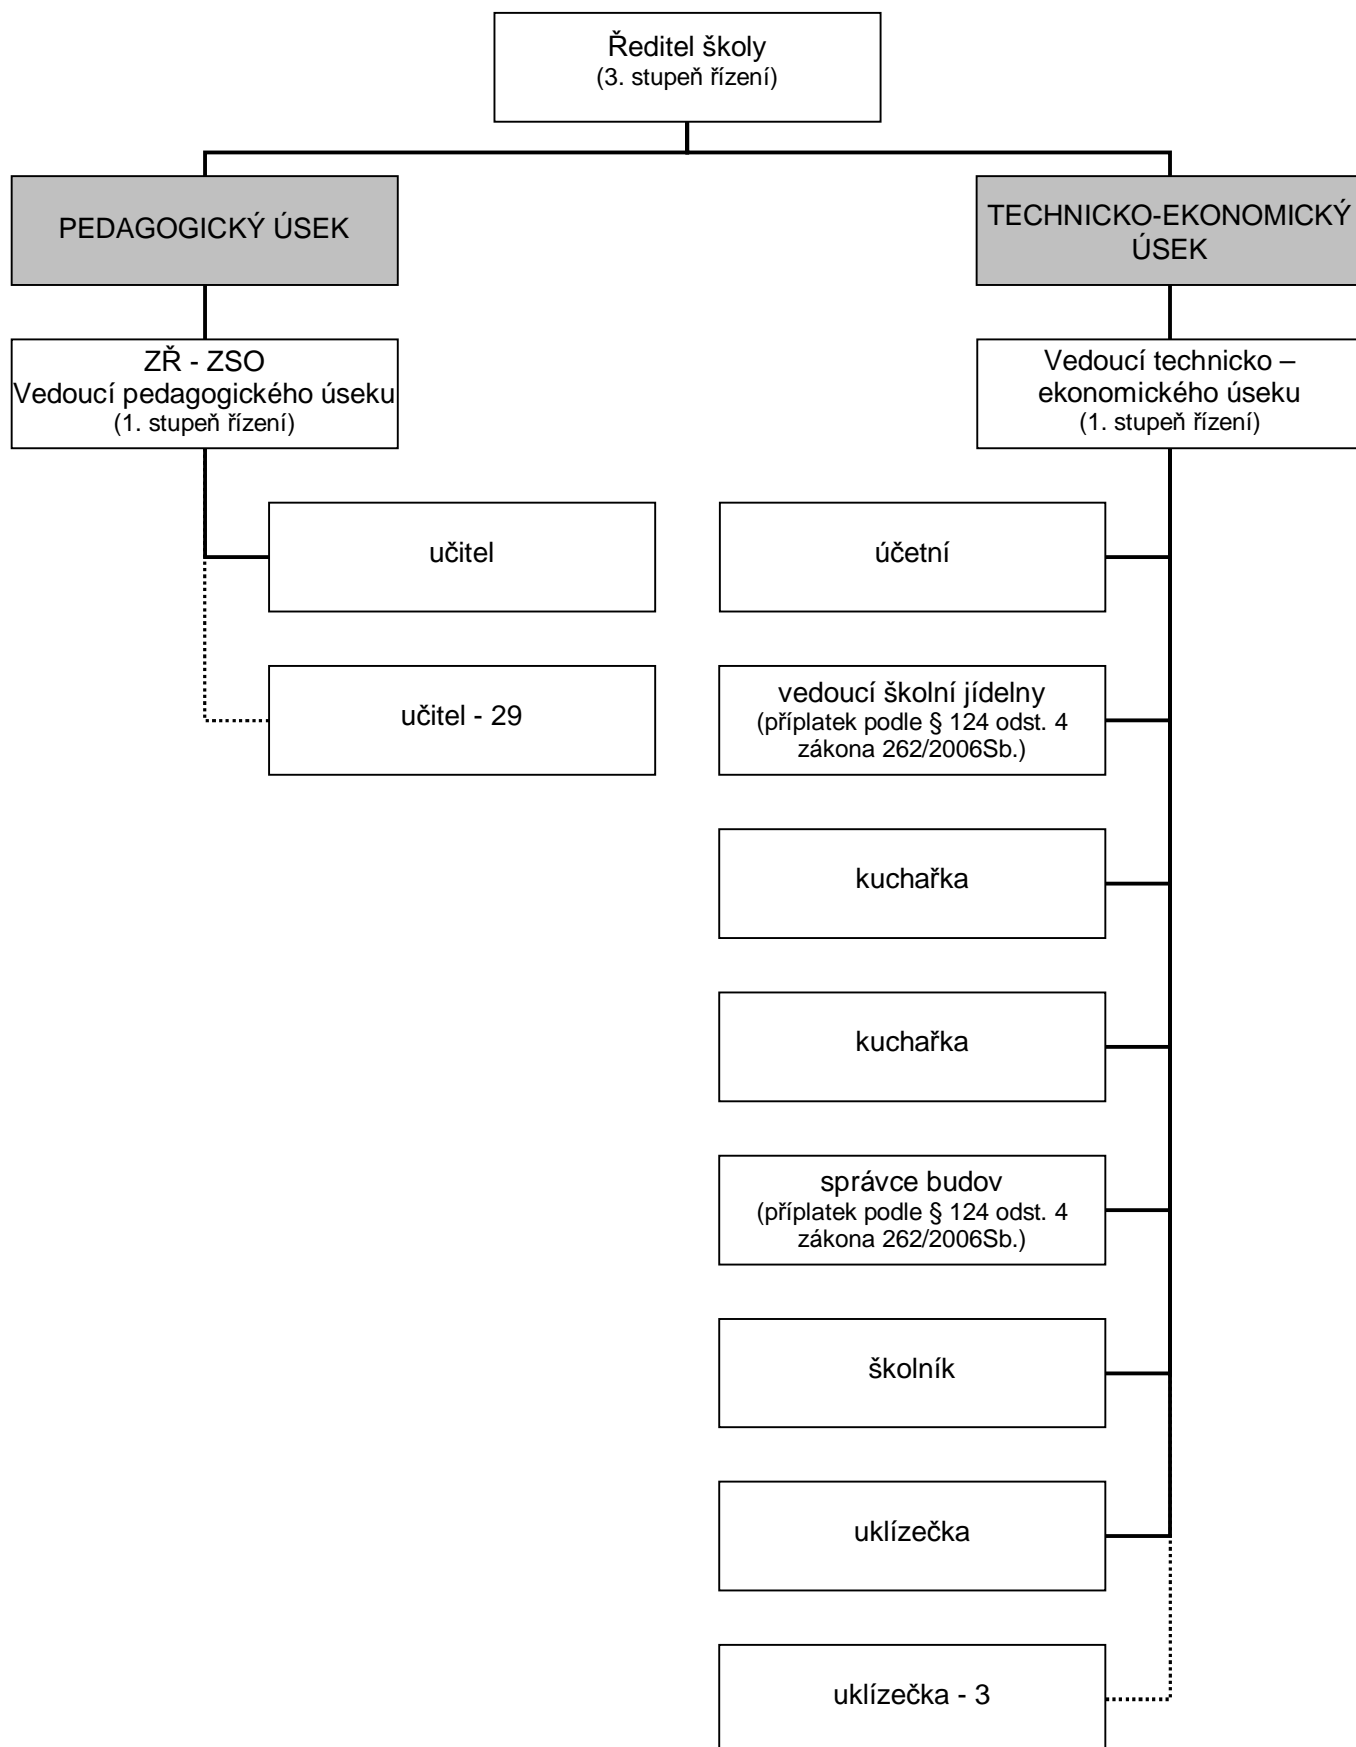 Ředitel školy
(3. stupeň řízení)
PEDAGOGICKÝ ÚSEK
TECHNICKO-EKONOMICKÝ
ÚSEK
ZŘ - ZSO
Vedoucí pedagogického úseku
(1. stupeň řízení)
Vedoucí technicko –
ekonomického úseku
(1. stupeň řízení)
učitel
účetní
učitel - 29
vedoucí školní jídelny
(příplatek podle § 124 odst. 4
zákona 262/2006Sb.)
kuchařka
kuchařka
správce budov
(příplatek podle § 124 odst. 4
zákona 262/2006Sb.)
školník
uklízečka
uklízečka - 3